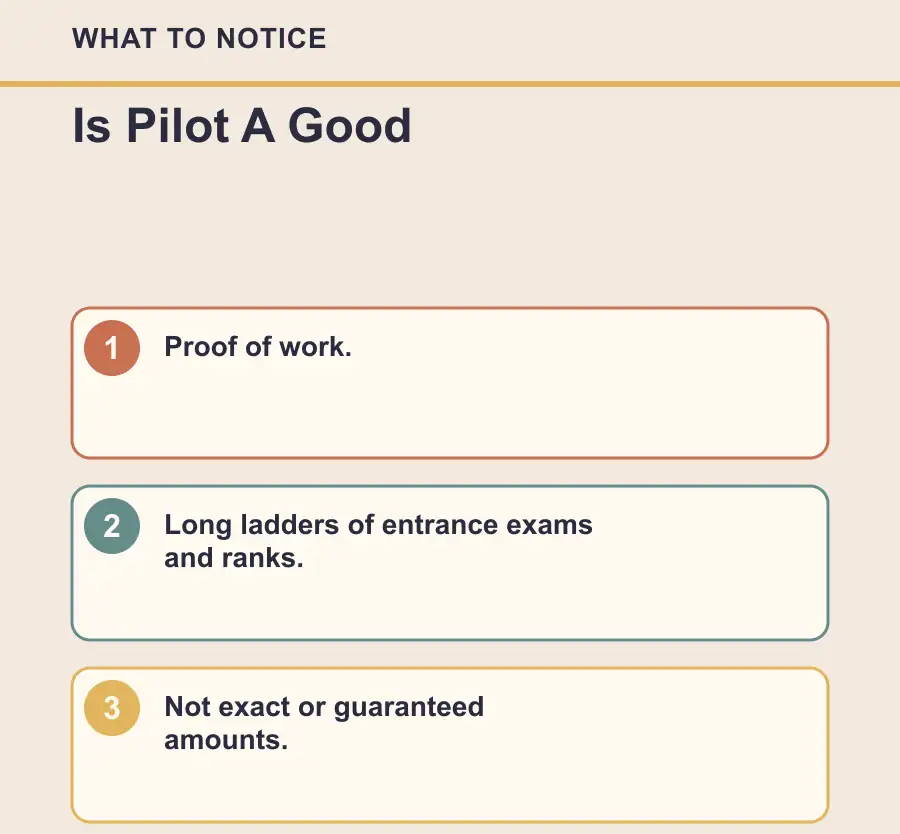 WHAT TO NOTICE
Is Pilot A Good
1
Proof of work.
2
Long ladders of entrance exams
and ranks.
3
Not exact or guaranteed
amounts.